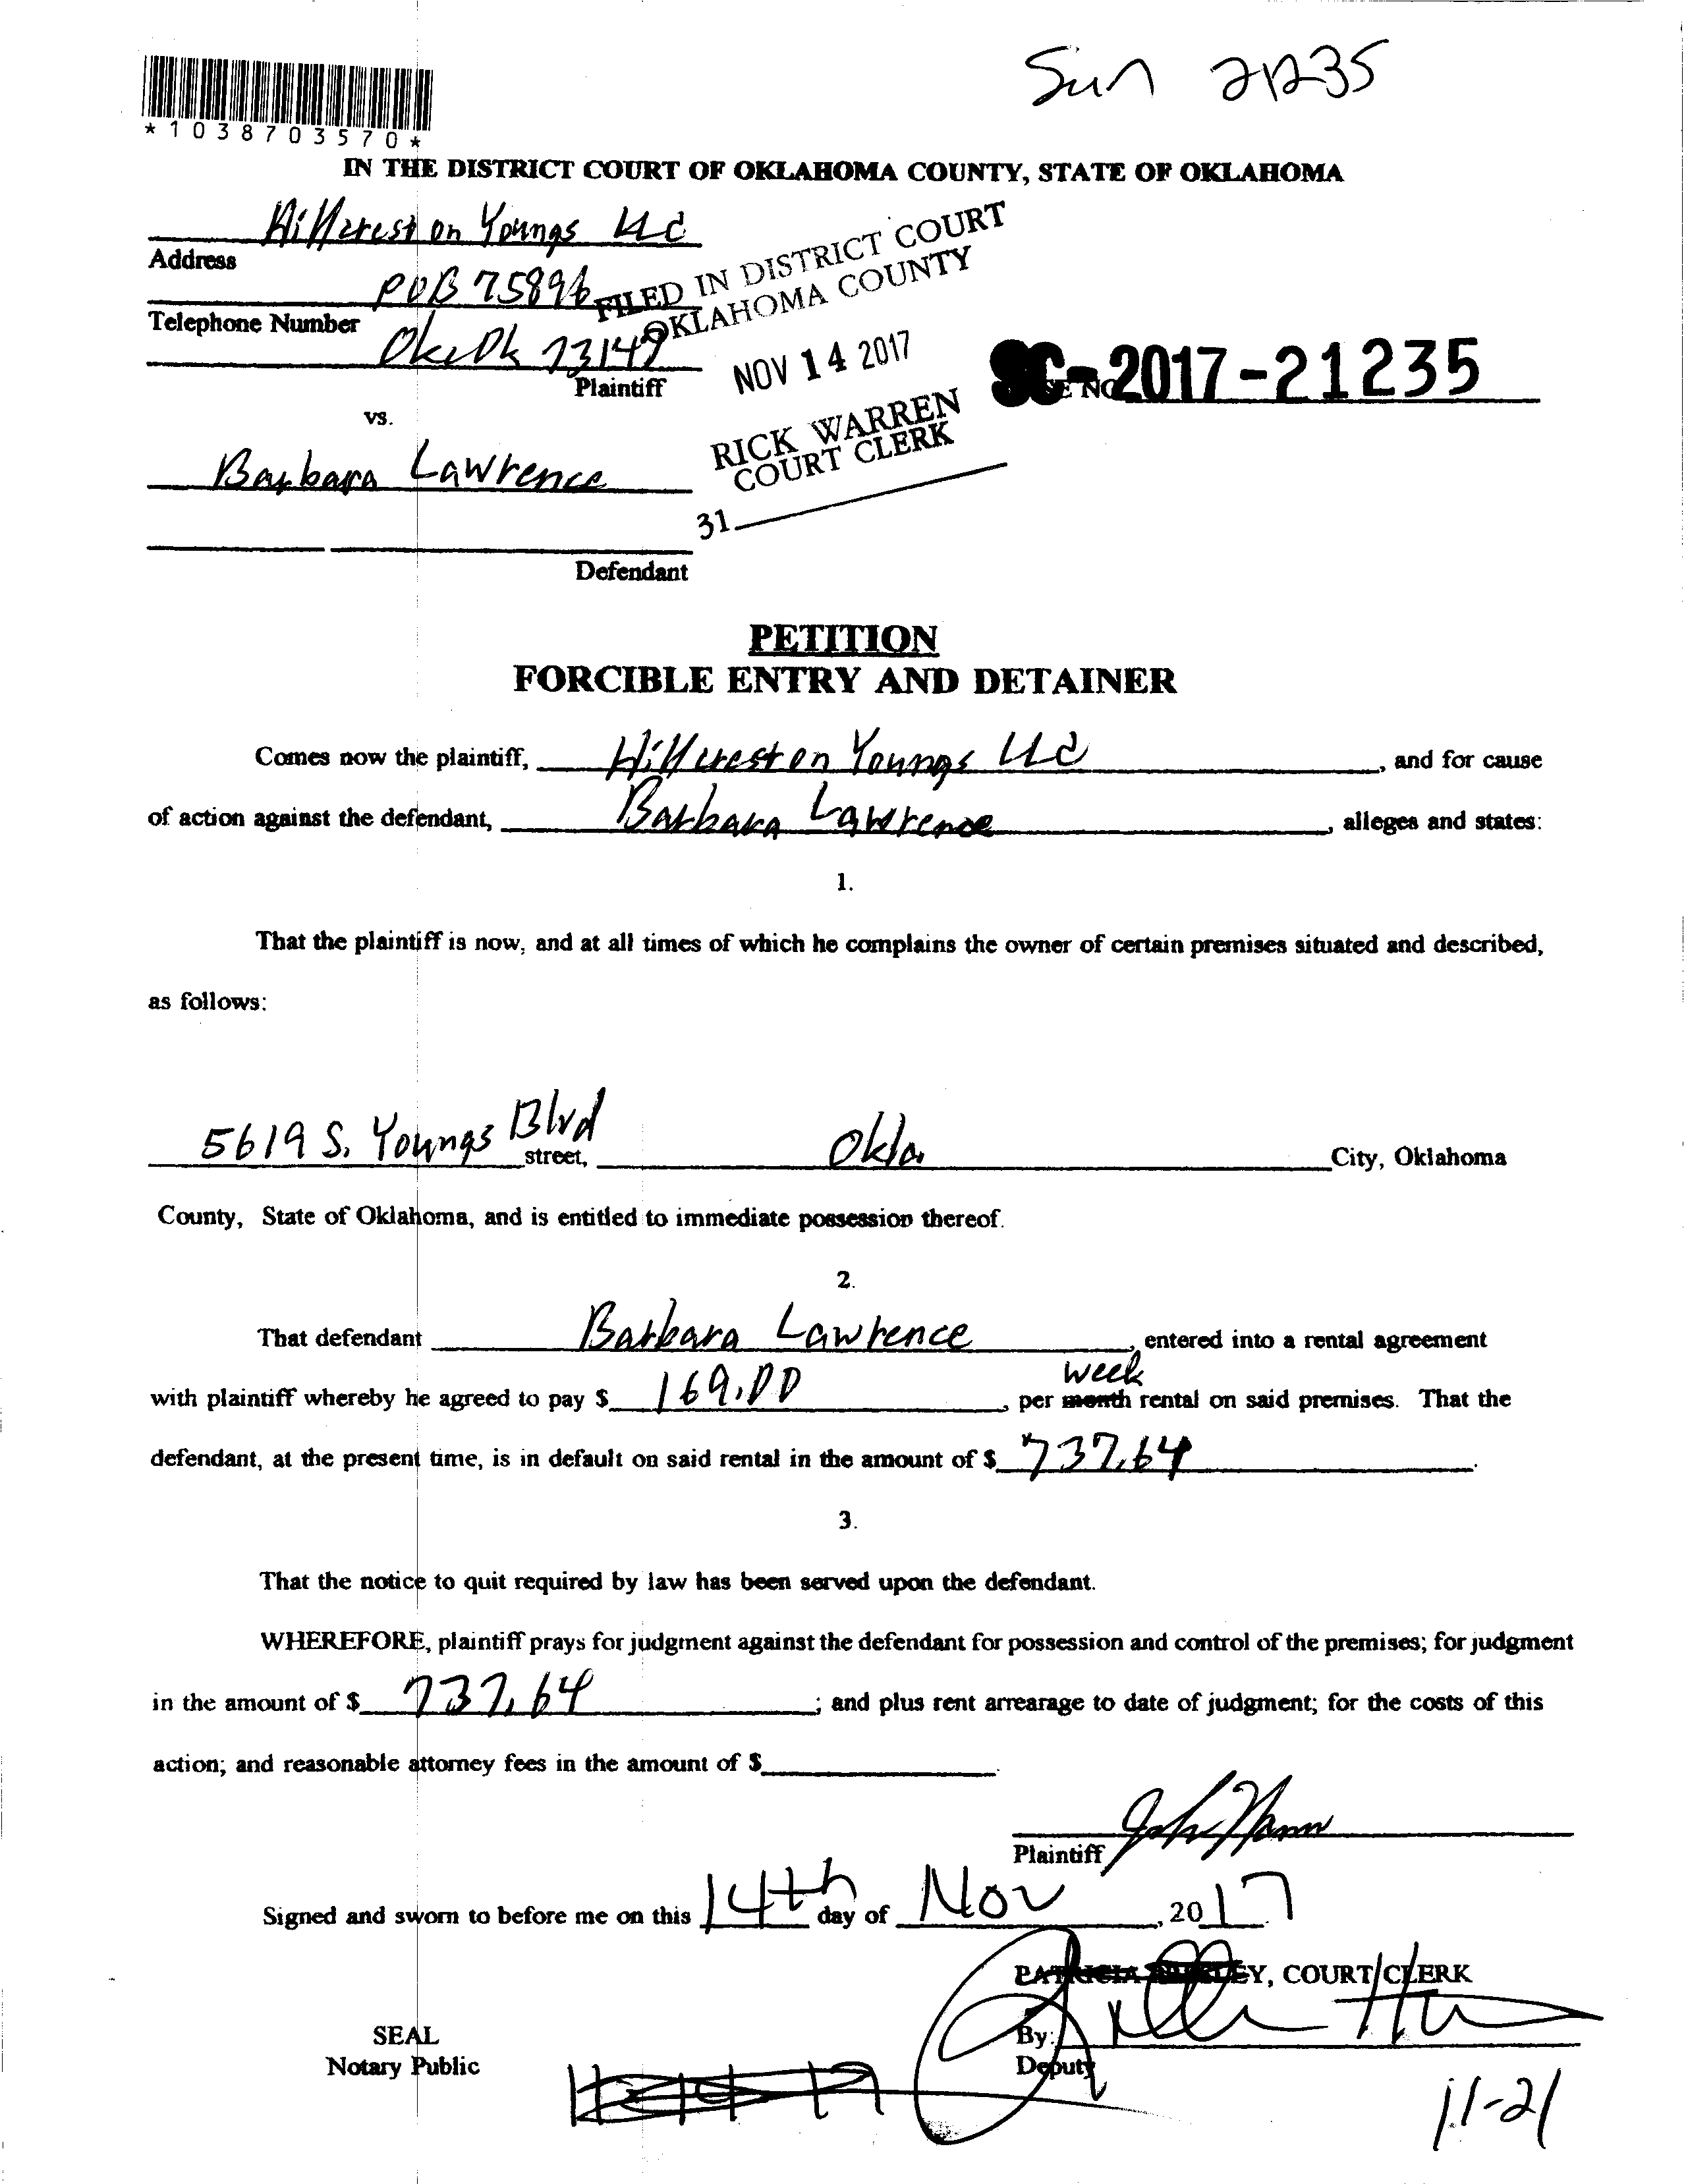 Sum 21235
*1038703570*
IN THE DISTRICT COURT OF OKLAHOMA COUNTY, STATE OF OKLAHOMA
Hillcrest on Youngs LLC
Address
POB 75896
Telephone Number
Okc Ok 73147
Plaintiff
FILED IN DISTRICT COURT
OKLAHOMA COUNTY
NOV 14 2017
RICK WARREN
COURT CLERK
31
SC-2017-21235
vs.
Barbara Lawrence
Defendant
PETITION
FORCIBLE ENTRY AND DETAINER
Comes now the plaintiff, Hillcrest on Youngs LLC, and for cause
of action against the defendant, Barbara Lawrence, alleges and states:
1.
That the plaintiff is now, and at all times of which he complains the owner of certain premises situated and described,
as follows:
5619 S. Youngs Blvd street, Okla. City, Oklahoma
County, State of Oklahoma, and is entitled to immediate possession thereof.
2.
That defendant Barbara Lawrence, entered into a rental agreement
with plaintiff whereby he agreed to pay $ 169.00, per month week rental on said premises. That the
defendant, at the present time, is in default on said rental in the amount of $ 737.64.
3.
That the notice to quit required by law has been served upon the defendant.
WHEREFORE, plaintiff prays for judgment against the defendant for possession and control of the premises; for judgment
in the amount of $ 737.64; and plus rent arrearage to date of judgment; for the costs of this
action; and reasonable attorney fees in the amount of $
Plaintiff
Signed and sworn to before me on this 14th day of Nov, 2017
PATRICIA PRESLEY, COURT CLERK
By:
Deputy
SEAL
Notary Public
11-21